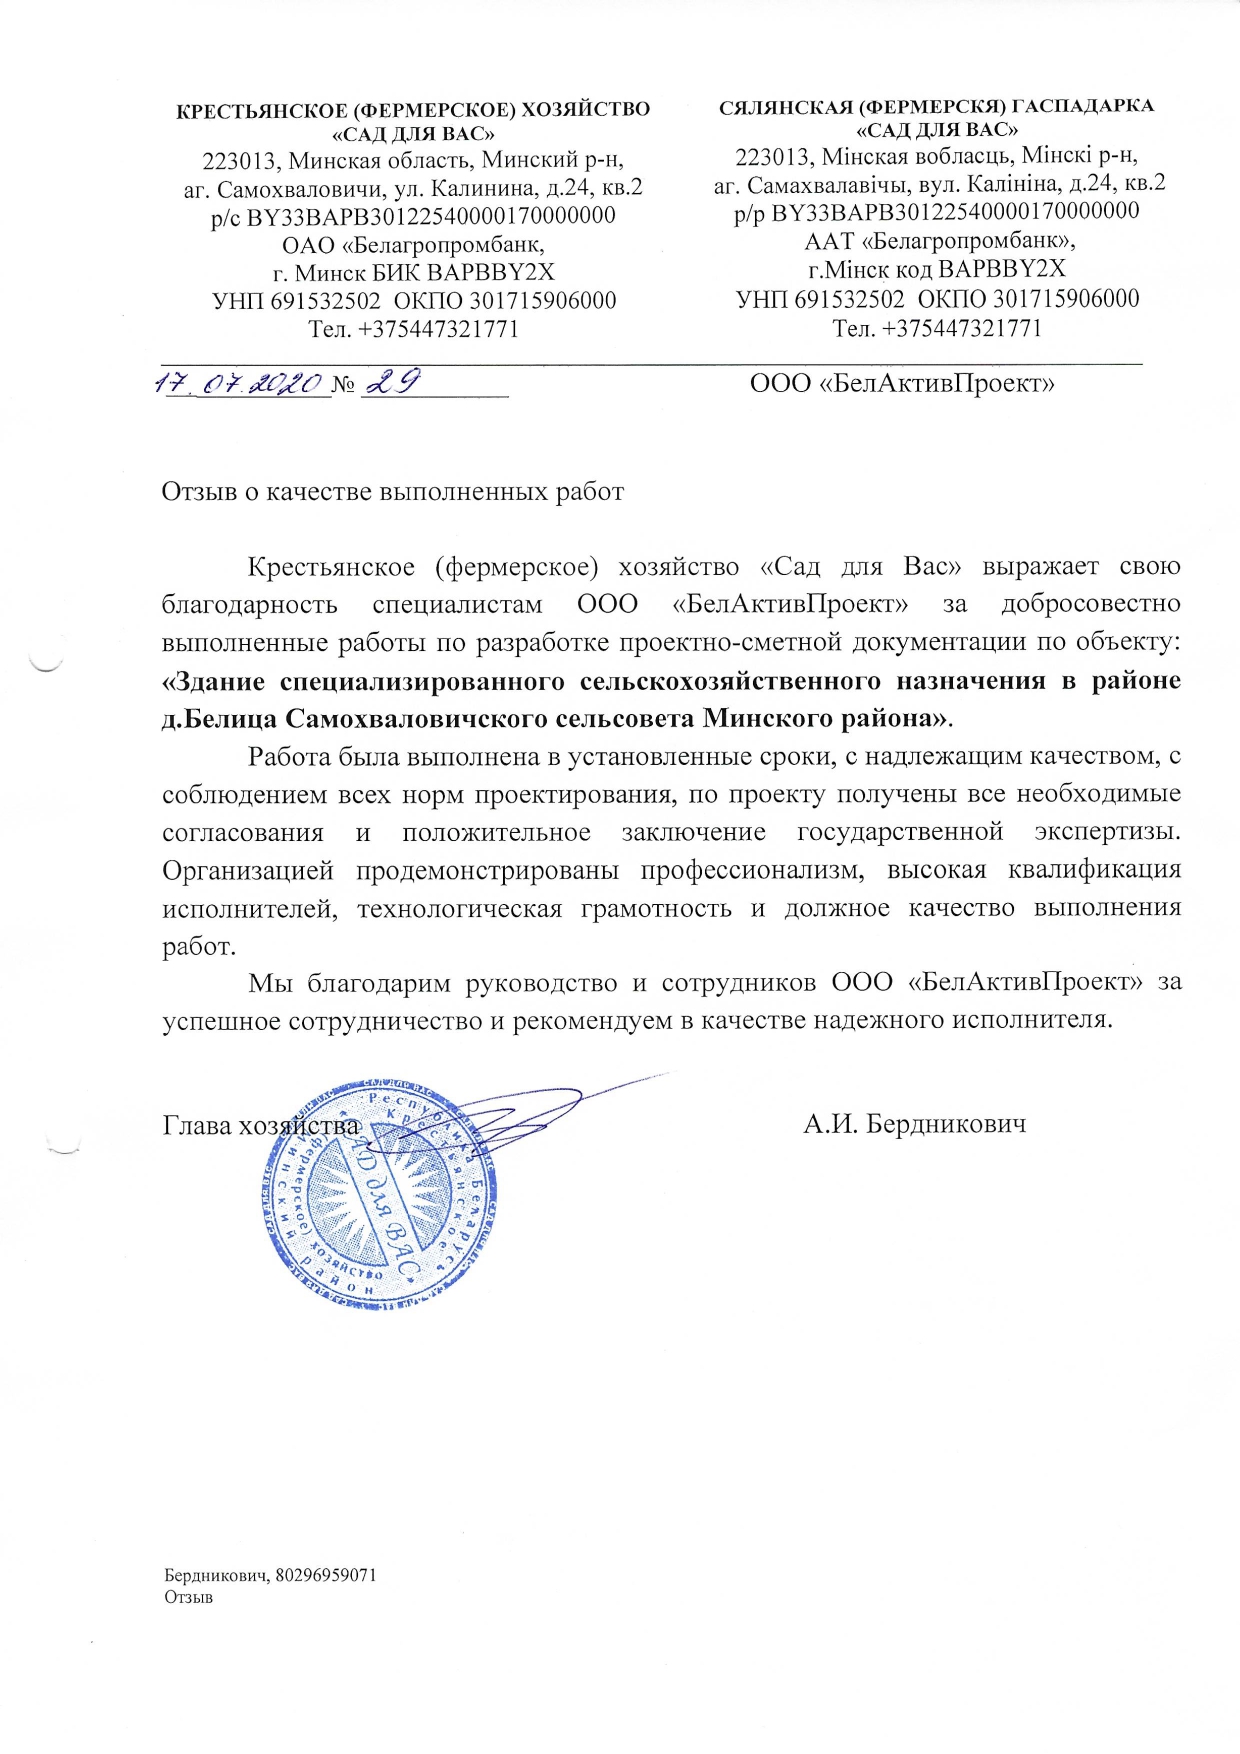 КРЕСТЬЯНСКОЕ (ФЕРМЕРСКОЕ) ХОЗЯЙСТВО
«САД ДЛЯ ВАС»
223013, Минская область, Минский р-н,
аг. Самохваловичи, ул. Калинина, д.24, кв.2
р/с BY33BAPB30122540000170000000
ОАО «Белагропромбанк,
г. Минск БИК BAPBBY2X
УНП 691532502 ОКПО 301715906000
Тел. +375447321771
СЯЛЯНСКАЯ (ФЕРМЕРСКЯ) ГАСПАДАРКА
«САД ДЛЯ ВАС»
223013, Мінская вобласць, Мінскі р-н,
аг. Самахвалавічы, вул. Калініна, д.24, кв.2
р/р BY33BAPB30122540000170000000
ААТ «Белагропромбанк»,
г.Мінск код BAPBBY2X
УНП 691532502 ОКПО 301715906000
Тел. +375447321771
17.07.2020 № 29
ООО «БелАктивПроект»
Отзыв о качестве выполненных работ
Крестьянское (фермерское) хозяйство «Сад для Вас» выражает свою
благодарность специалистам ООО «БелАктивПроект» за добросовестно
выполненные работы по разработке проектно-сметной документации по объекту:
«Здание специализированного сельскохозяйственного назначения в районе
д.Белица Самохваловичского сельсовета Минского района».
Работа была выполнена в установленные сроки, с надлежащим качеством, с
соблюдением всех норм проектирования, по проекту получены все необходимые
согласования и положительное заключение государственной экспертизы.
Организацией продемонстрированы профессионализм, высокая квалификация
исполнителей, технологическая грамотность и должное качество выполнения
работ.
Мы благодарим руководство и сотрудников ООО «БелАктивПроект» за
успешное сотрудничество и рекомендуем в качестве надежного исполнителя.
Глава хозяйства
А.И. Бердникович
Республика Беларусь
Минский район
Крестьянское
(фермерское) хозяйство
САД для ВАС
Бердникович, 80296959071
Отзыв